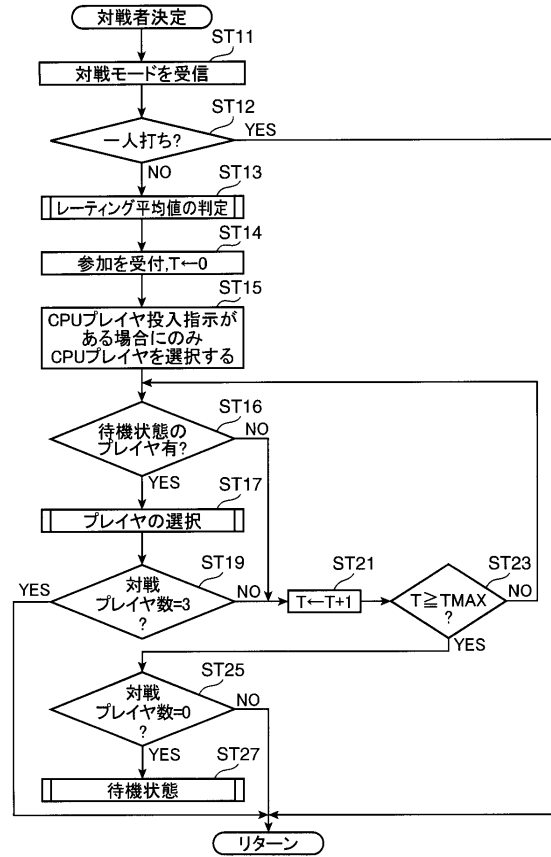 対戦者決定
ST11
対戦モードを受信
ST12
一人打ち?
YES
NO
ST13
レーティング平均値の判定
ST14
参加を受付,T←0
ST15
CPUプレイヤ投入指示が
ある場合にのみ
CPUプレイヤを選択する
ST16
待機状態の
プレイヤ有?
NO
YES
ST17
プレイヤの選択
ST19
対戦
プレイヤ数=3
?
YES
NO
ST21
T←T+1
ST23
T≧TMAX
?
NO
YES
ST25
対戦
プレイヤ数=0
?
NO
YES
ST27
待機状態
リターン